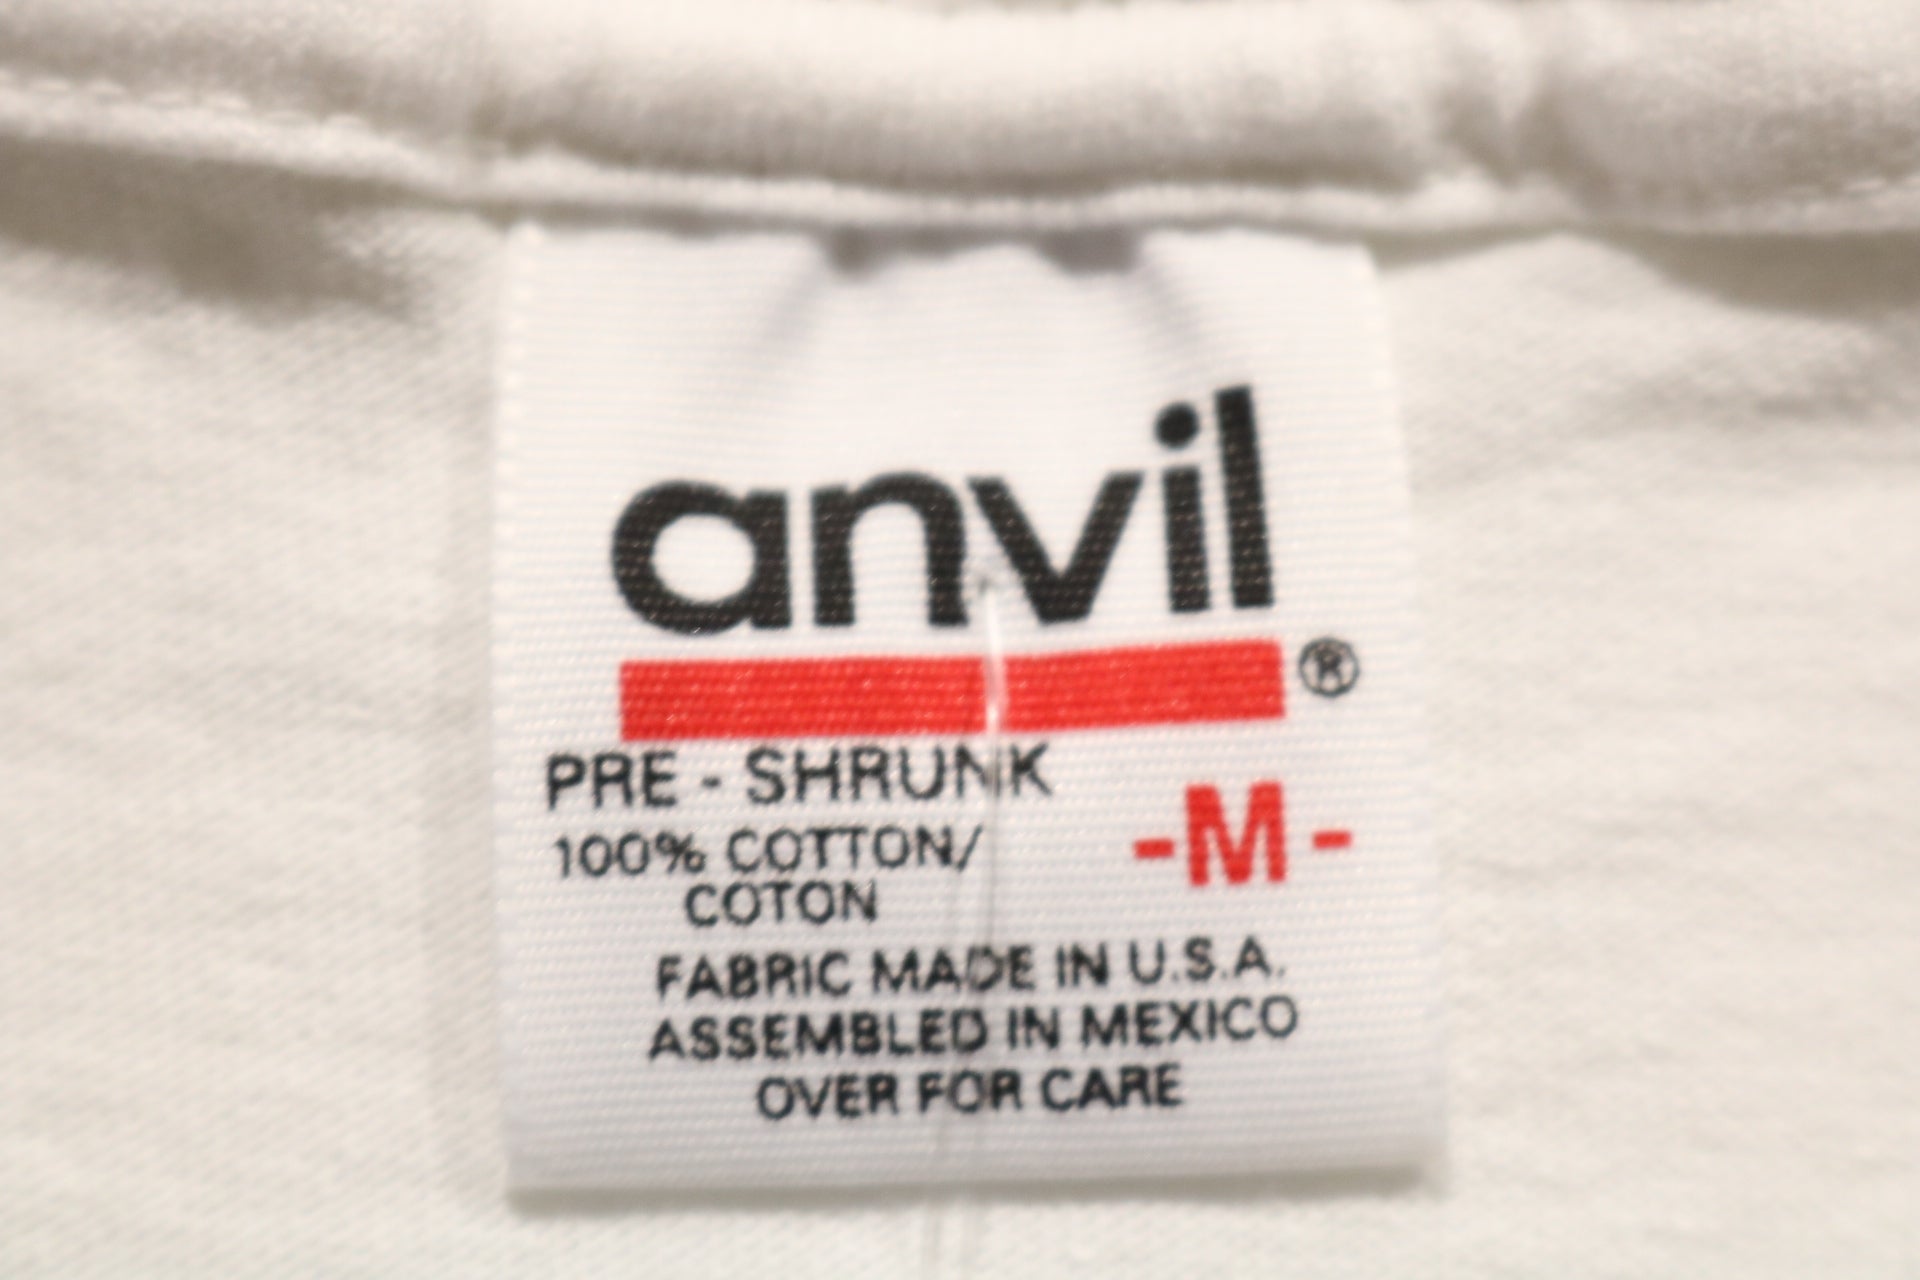 anvil®
PRE - SHRUNK
100% COTTON/
COTON
-M-
FABRIC MADE IN U.S.A.
ASSEMBLED IN MEXICO
OVER FOR CARE